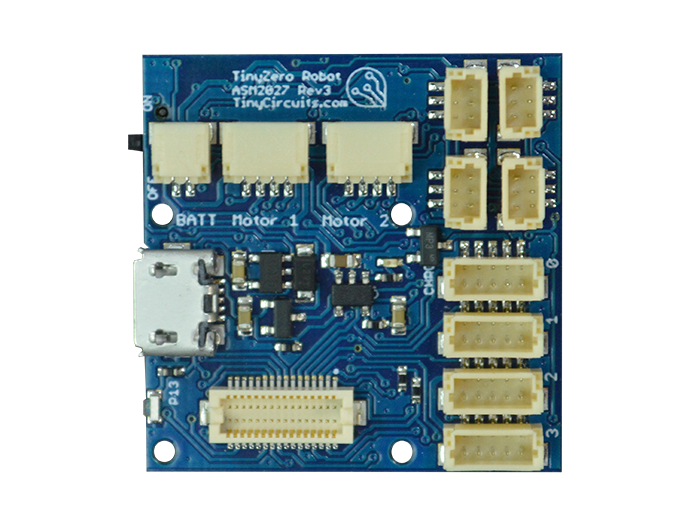 TinyZero Robot
ASM2027 Rev3
TinyCircuits.com
ON
OFF
BATT Motor 1 Motor 2
CHRG
0
1
2
3
P13